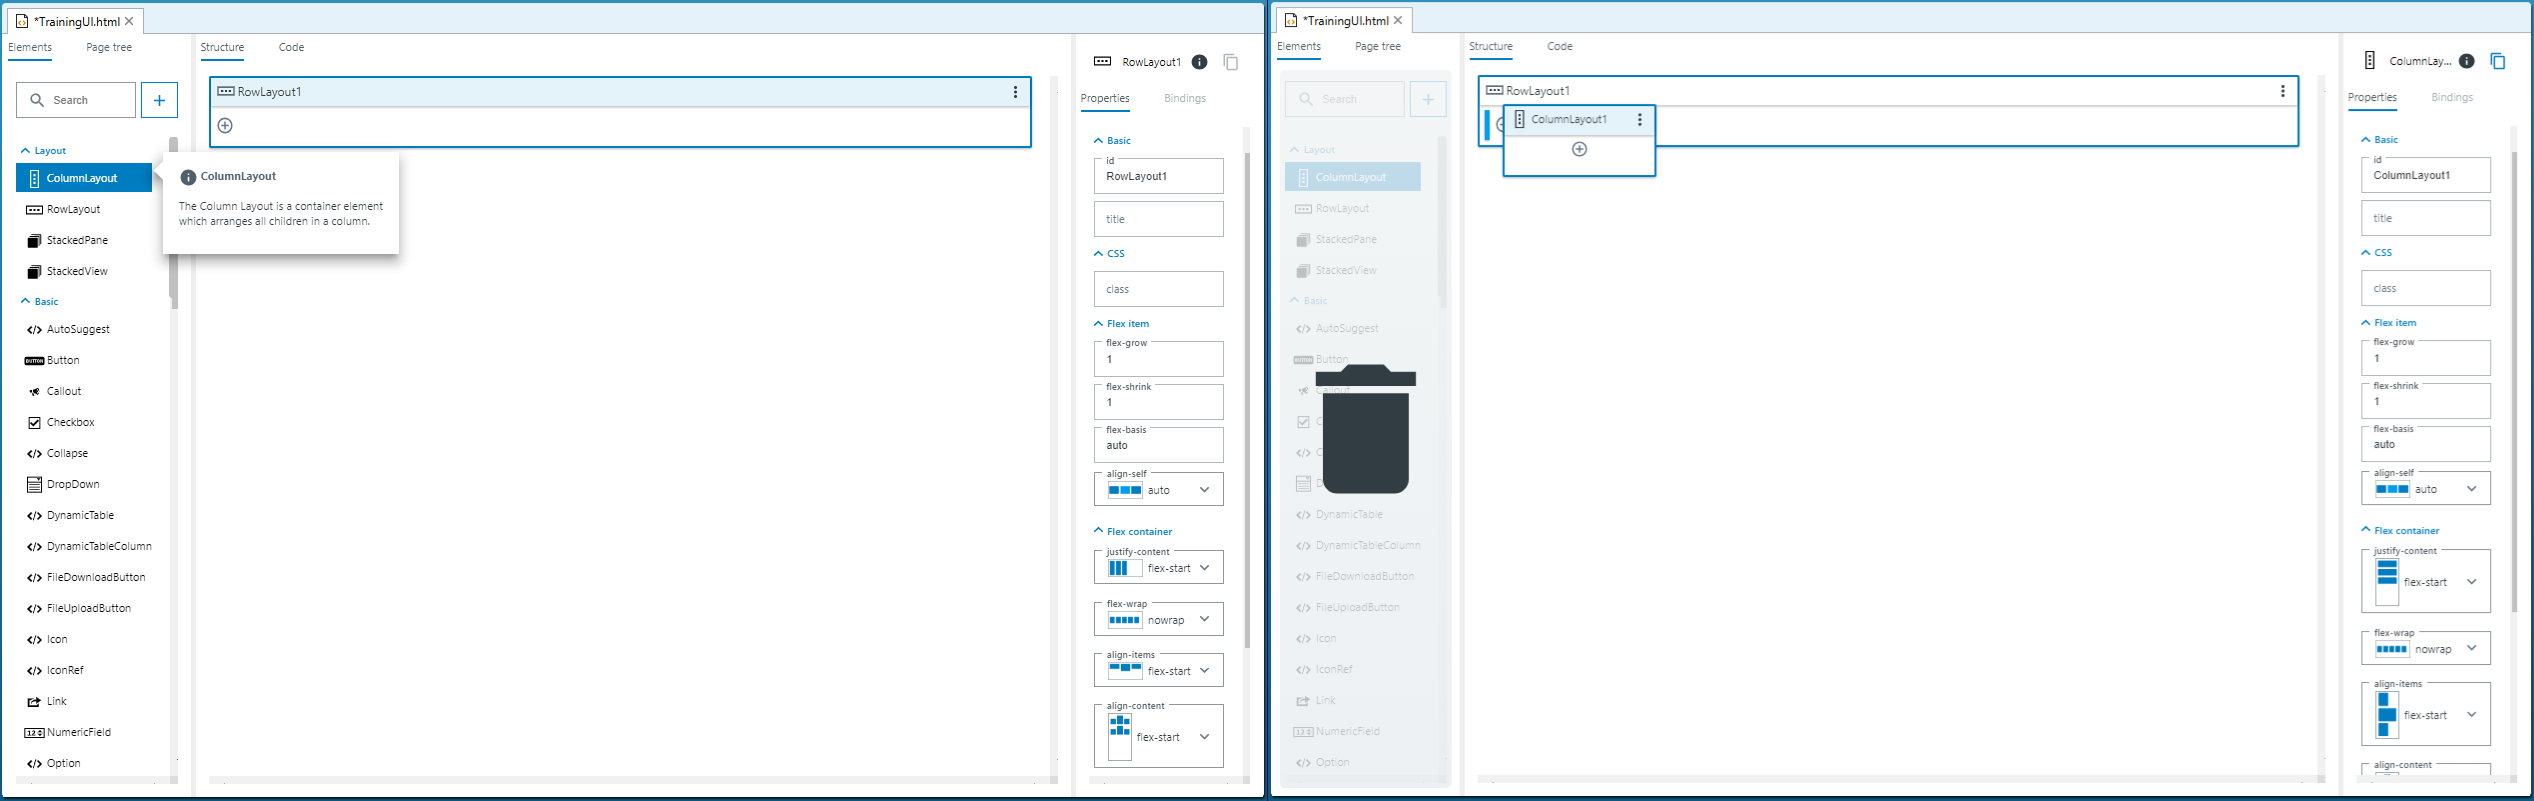 *TrainingUI.html
Elements
Page tree
Search
Layout
ColumnLayout
RowLayout
StackedPane
StackedView
Basic
AutoSuggest
Button
Callout
Checkbox
Collapse
DropDown
DynamicTable
DynamicTableColumn
FileDownloadButton
FileUploadButton
Icon
IconRef
Link
NumericField
Option
ColumnLayout
The Column Layout is a container element
which arranges all children in a column.
Structure
Code
RowLayout1
RowLayout1
Properties
Bindings
Basic
id
RowLayout1
title
CSS
class
Flex item
flex-grow
1
flex-shrink
1
flex-basis
auto
align-self
auto
Flex container
justify-content
flex-start
flex-wrap
nowrap
align-items
flex-start
align-content
flex-start
*TrainingUI.html
Elements
Page tree
Search
Layout
ColumnLayout
RowLayout
StackedPane
StackedView
Basic
AutoSuggest
Button
Callout
DynamicTable
DynamicTableColumn
FileDownloadButton
FileUploadButton
Icon
IconRef
Link
NumericField
Option
Structure
Code
RowLayout1
ColumnLayout1
ColumnLay...
Properties
Bindings
Basic
id
ColumnLayout1
title
CSS
class
Flex item
flex-grow
1
flex-shrink
1
flex-basis
auto
align-self
auto
Flex container
justify-content
flex-start
flex-wrap
nowrap
align-items
flex-start
align-content